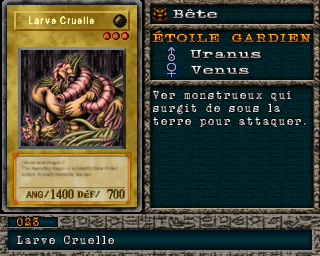 Larve Cruelle
ANG/1400 DÉF/ 700
Bête
ÉTOILE GARDIEN
Uranus
Venus
Ver monstrueux qui
surgit de sous la
terre pour attaquer.
023
Larve Cruelle